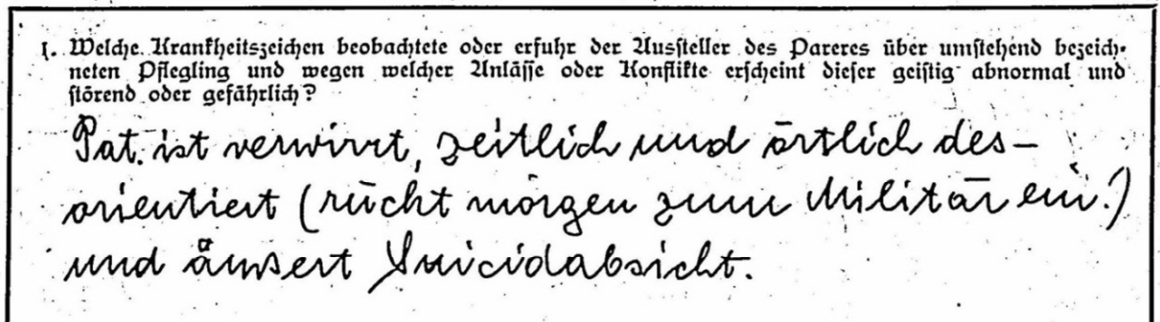 1. Welche Krankheitszeichen beobachtete oder erfuhr der Aussteller des Pareres über umstehend bezeich-
neten Pflegling und wegen welcher Anlässe oder Konflikte erscheint dieser geistig abnormal und
störend oder gefährlich?
Pat. ist verwirrt, zeitlich und örtlich des-
orientiert (rückt morgen zum Militär ein!)
und äußert Suicidabsicht.